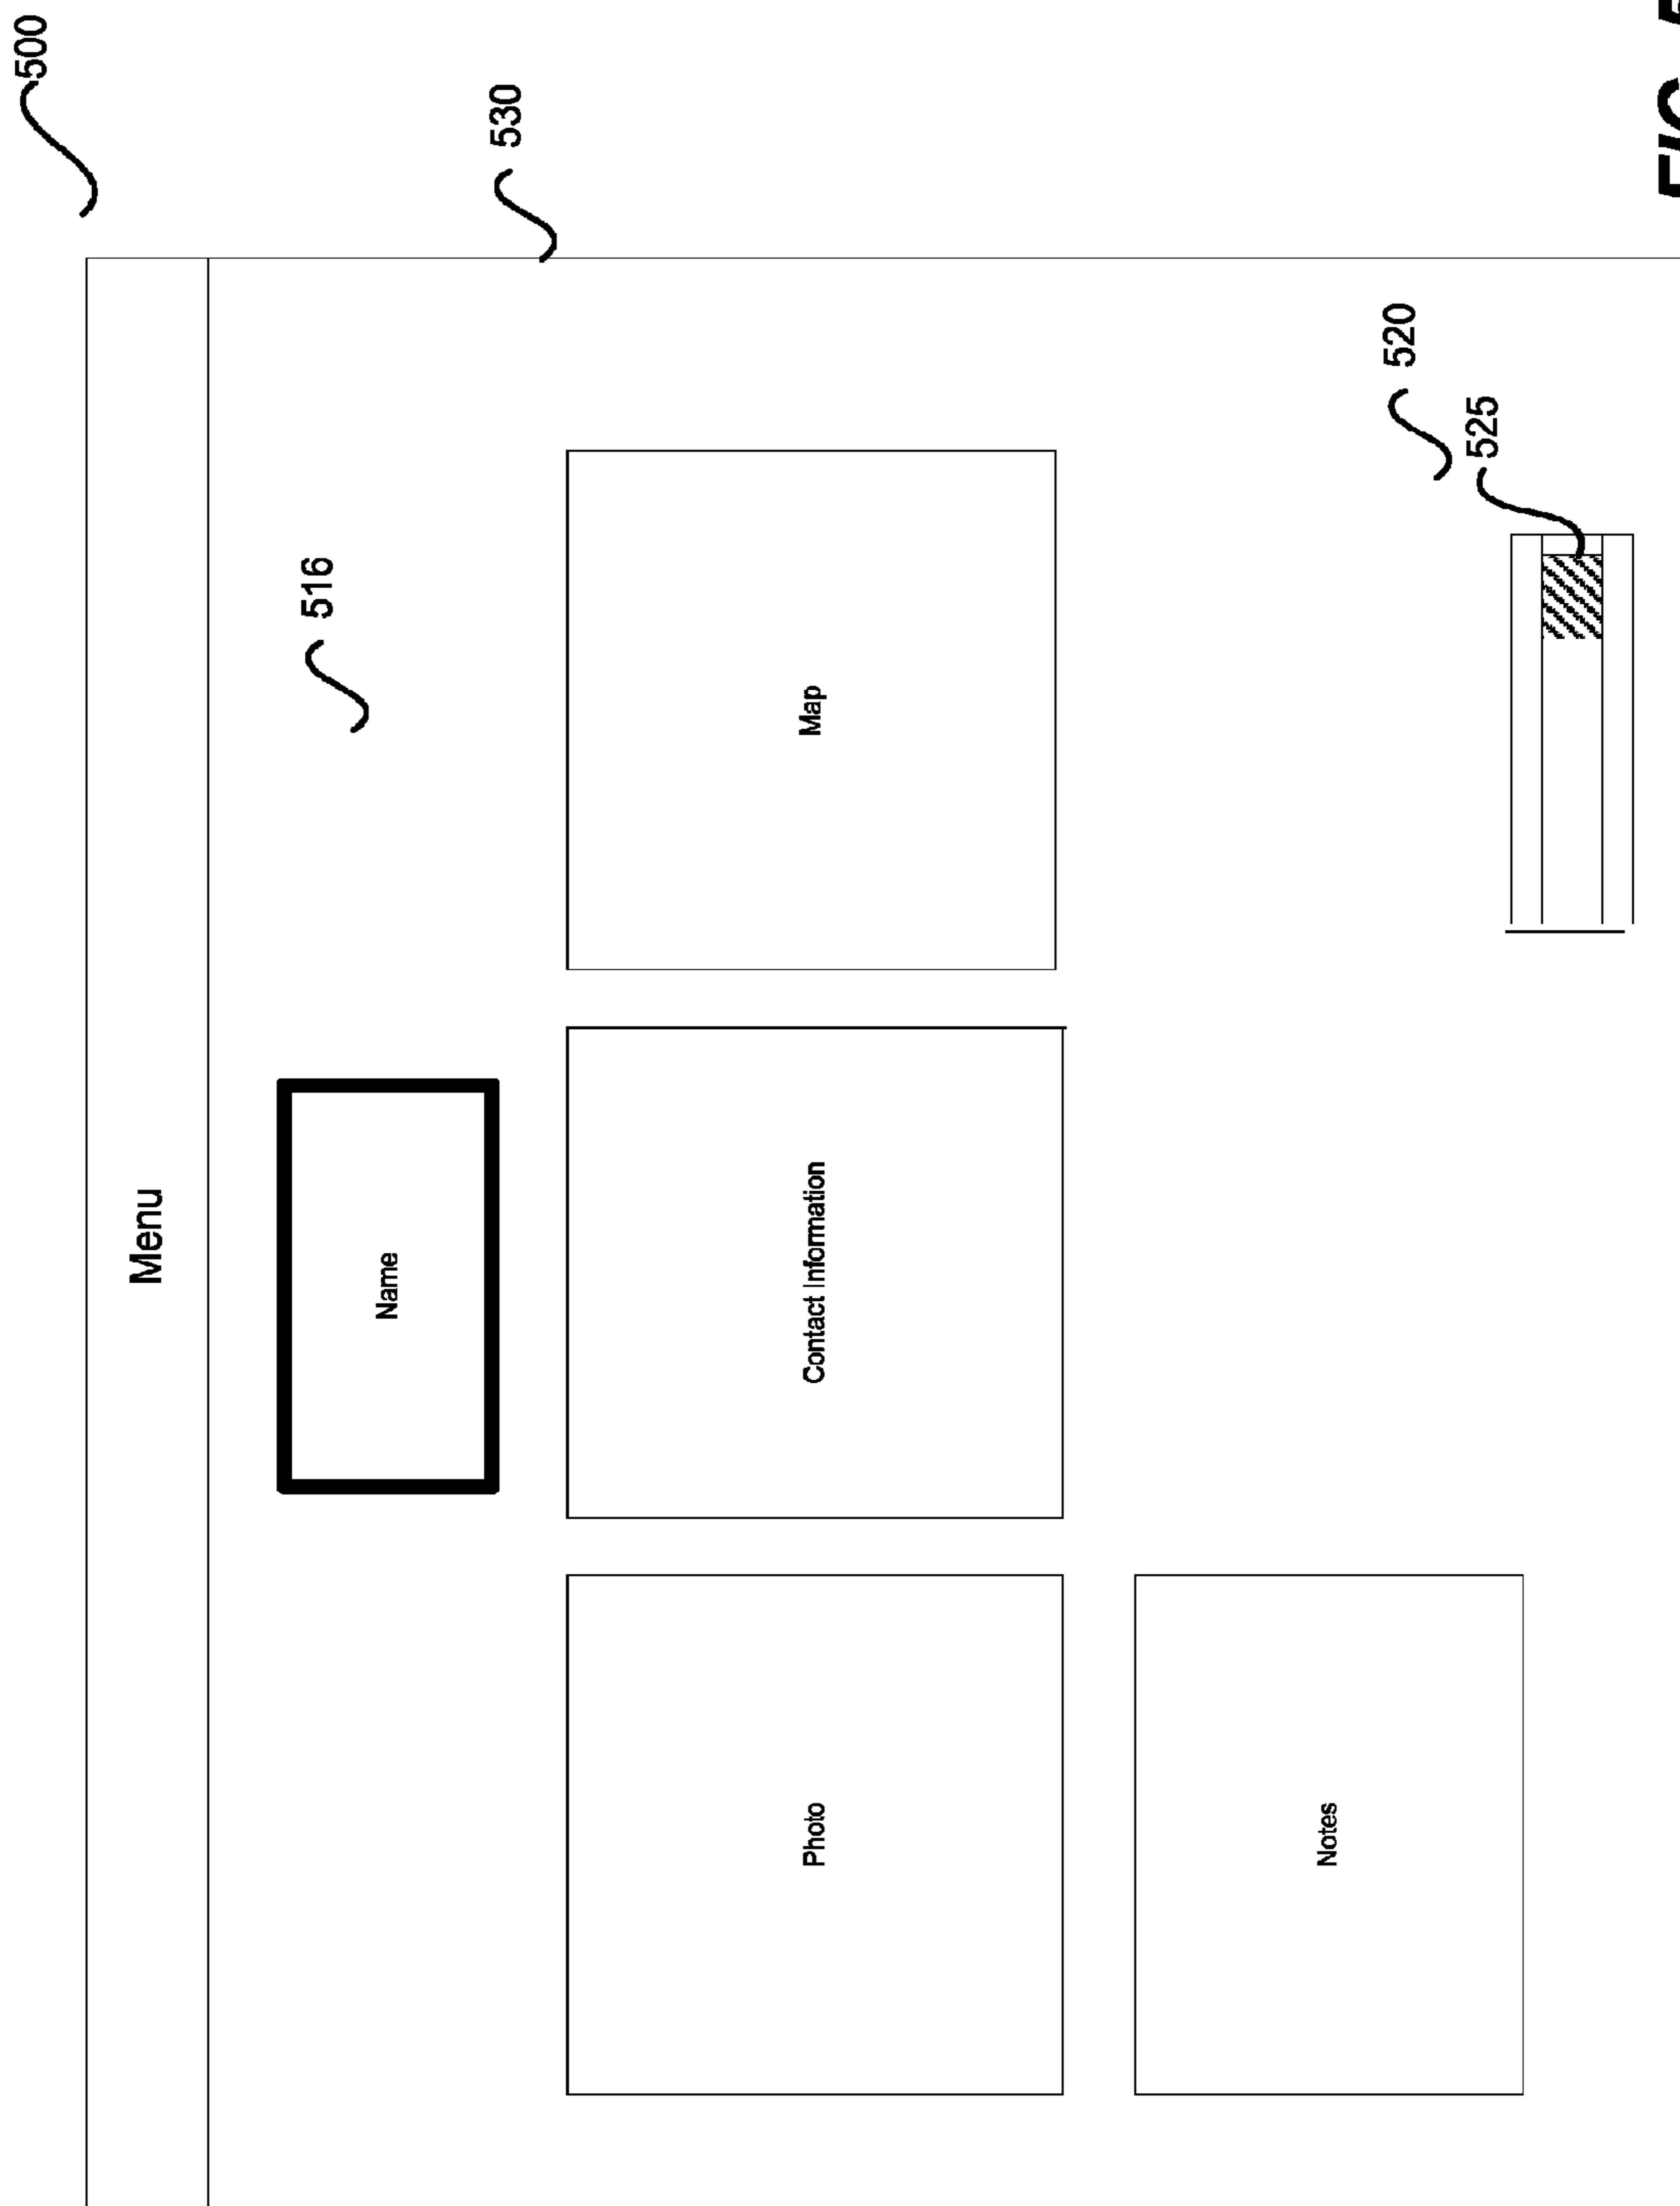 500
Menu
530
516
Name
Photo
Contact Information
Map
Notes
520
525